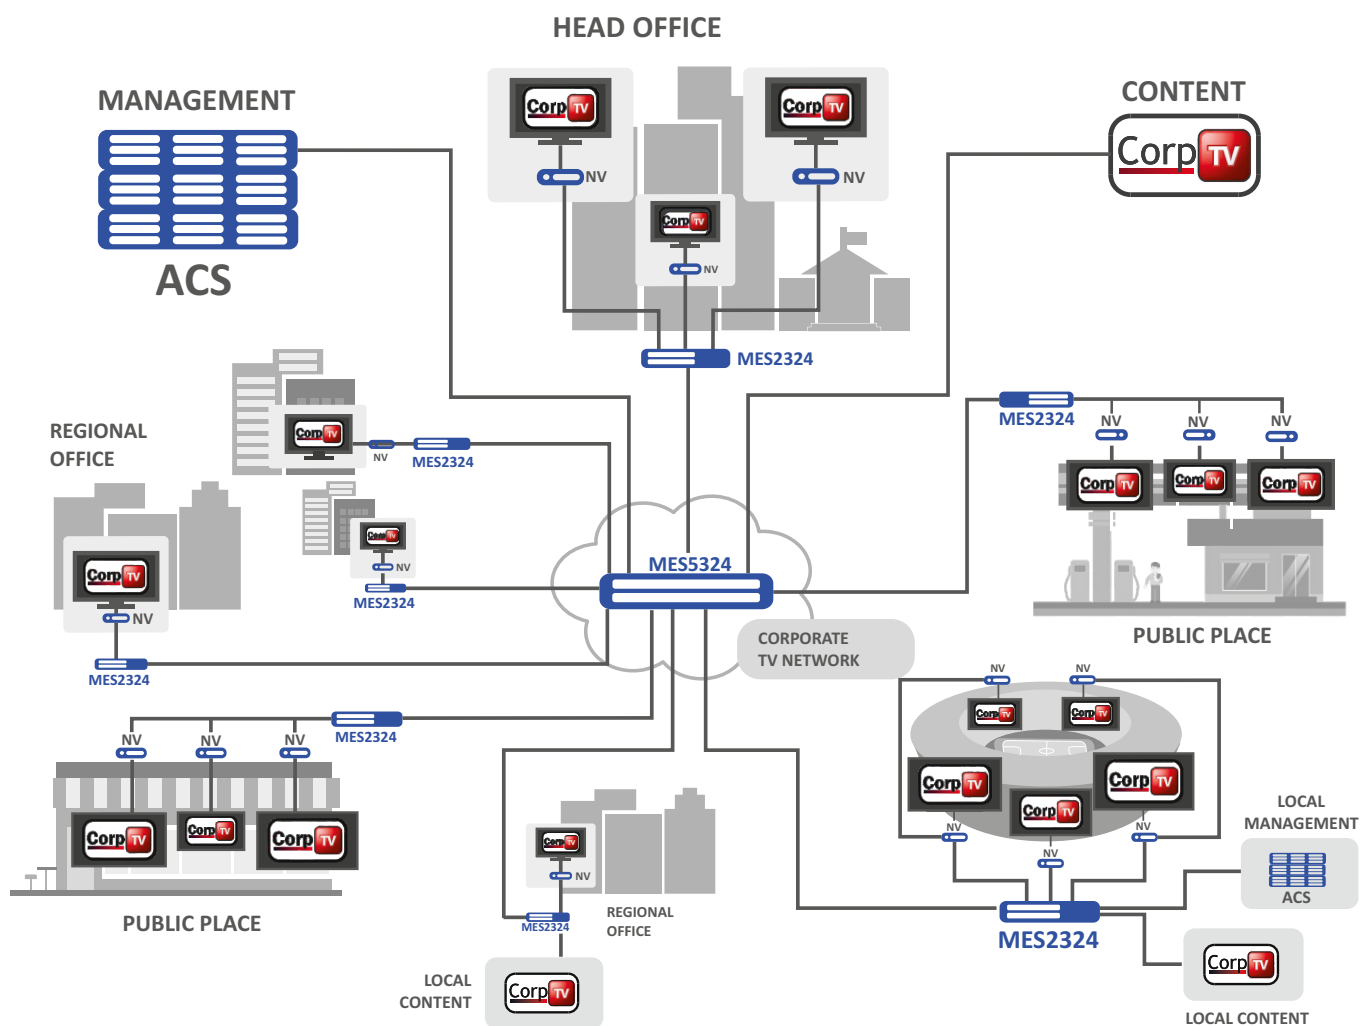 HEAD OFFICE
MANAGEMENT
ACS
CONTENT
Corp TV
Corp TV
NV
Corp TV
NV
Corp TV
NV
MES2324
MES2324
NV
NV
NV
Corp TV
Corp TV
Corp TV
PUBLIC PLACE
REGIONAL
OFFICE
Corp TV
NV
MES2324
Corp TV
NV
MES2324
Corp TV
NV
MES2324
MES5324
CORPORATE
TV NETWORK
MES2324
NV
NV
NV
Corp TV
Corp TV
Corp TV
PUBLIC PLACE
Corp TV
NV
MES2324
REGIONAL
OFFICE
LOCAL
CONTENT
Corp TV
NV
NV
Corp TV
Corp TV
Corp TV
Corp TV
Corp TV
NV
NV
NV
MES2324
LOCAL
MANAGEMENT
ACS
Corp TV
LOCAL CONTENT